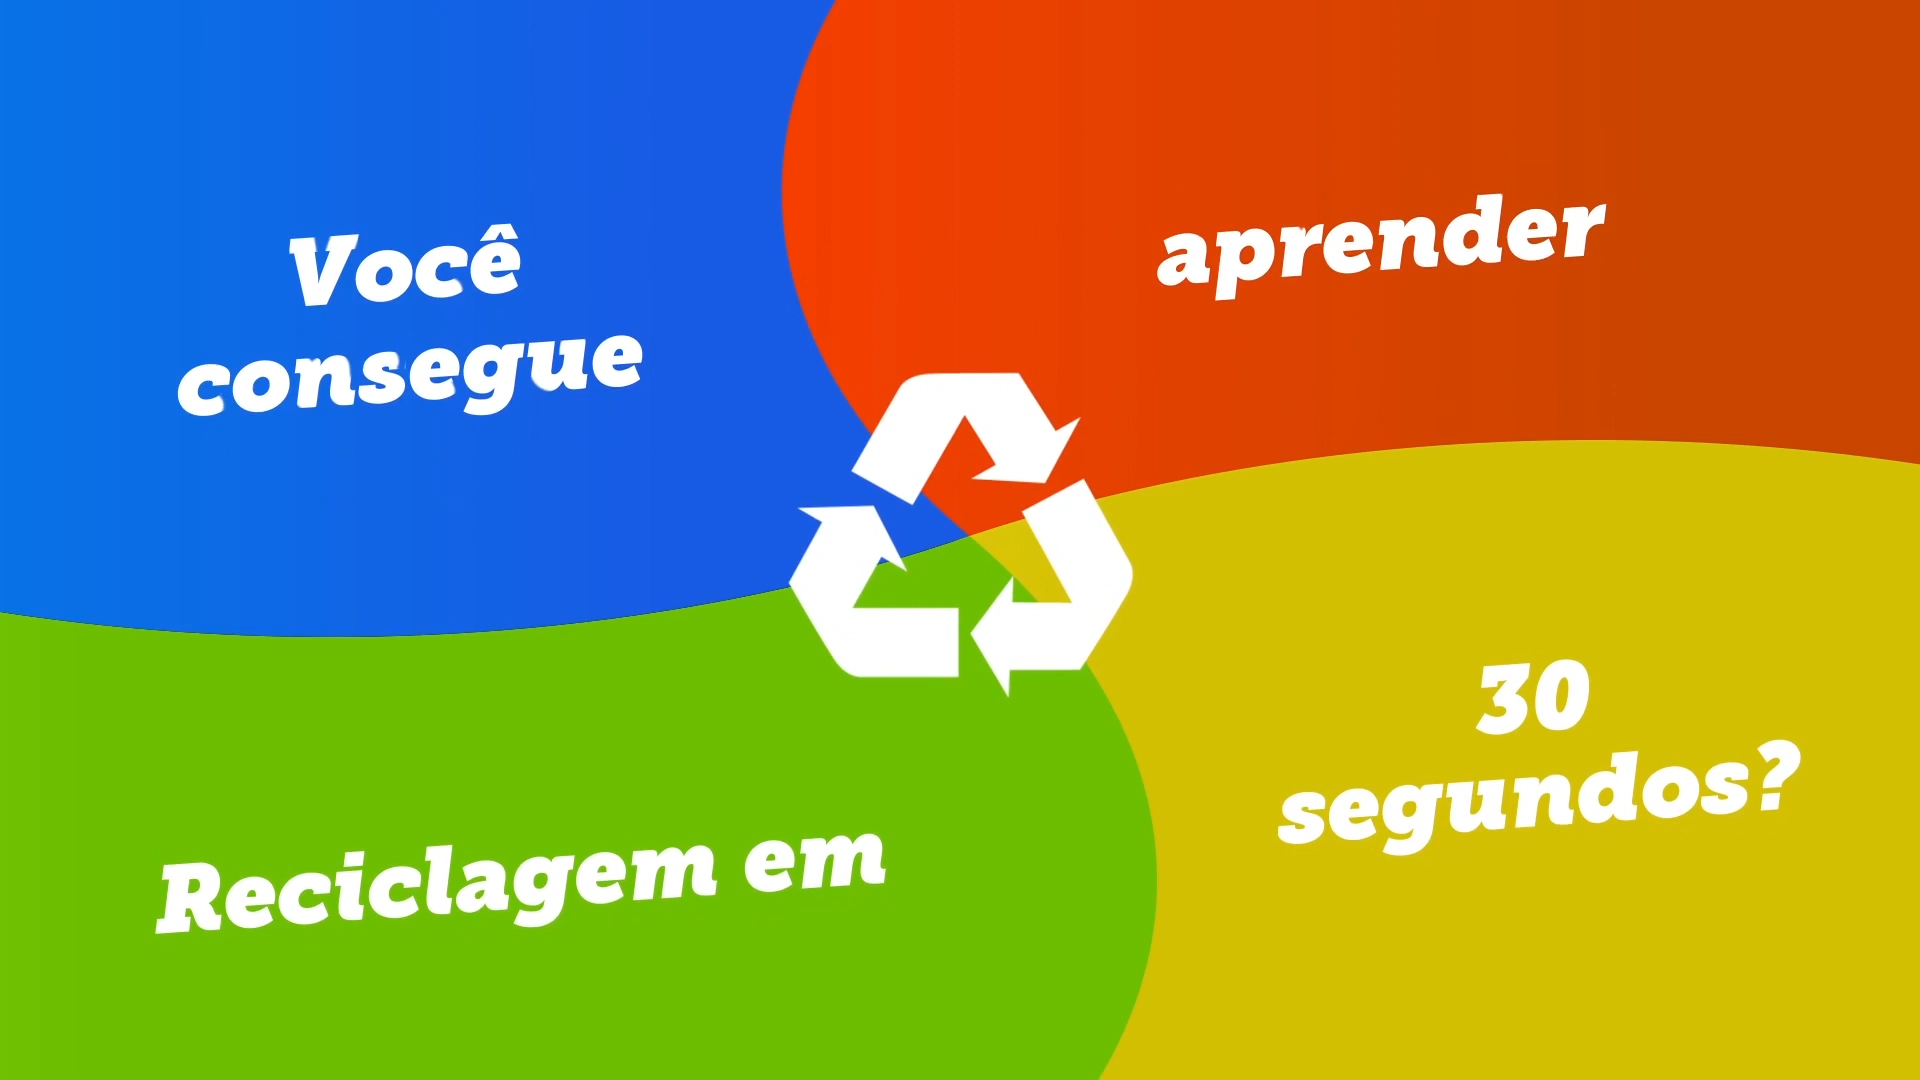 Você
consegue
aprender
Reciclagem em
30
segundos?